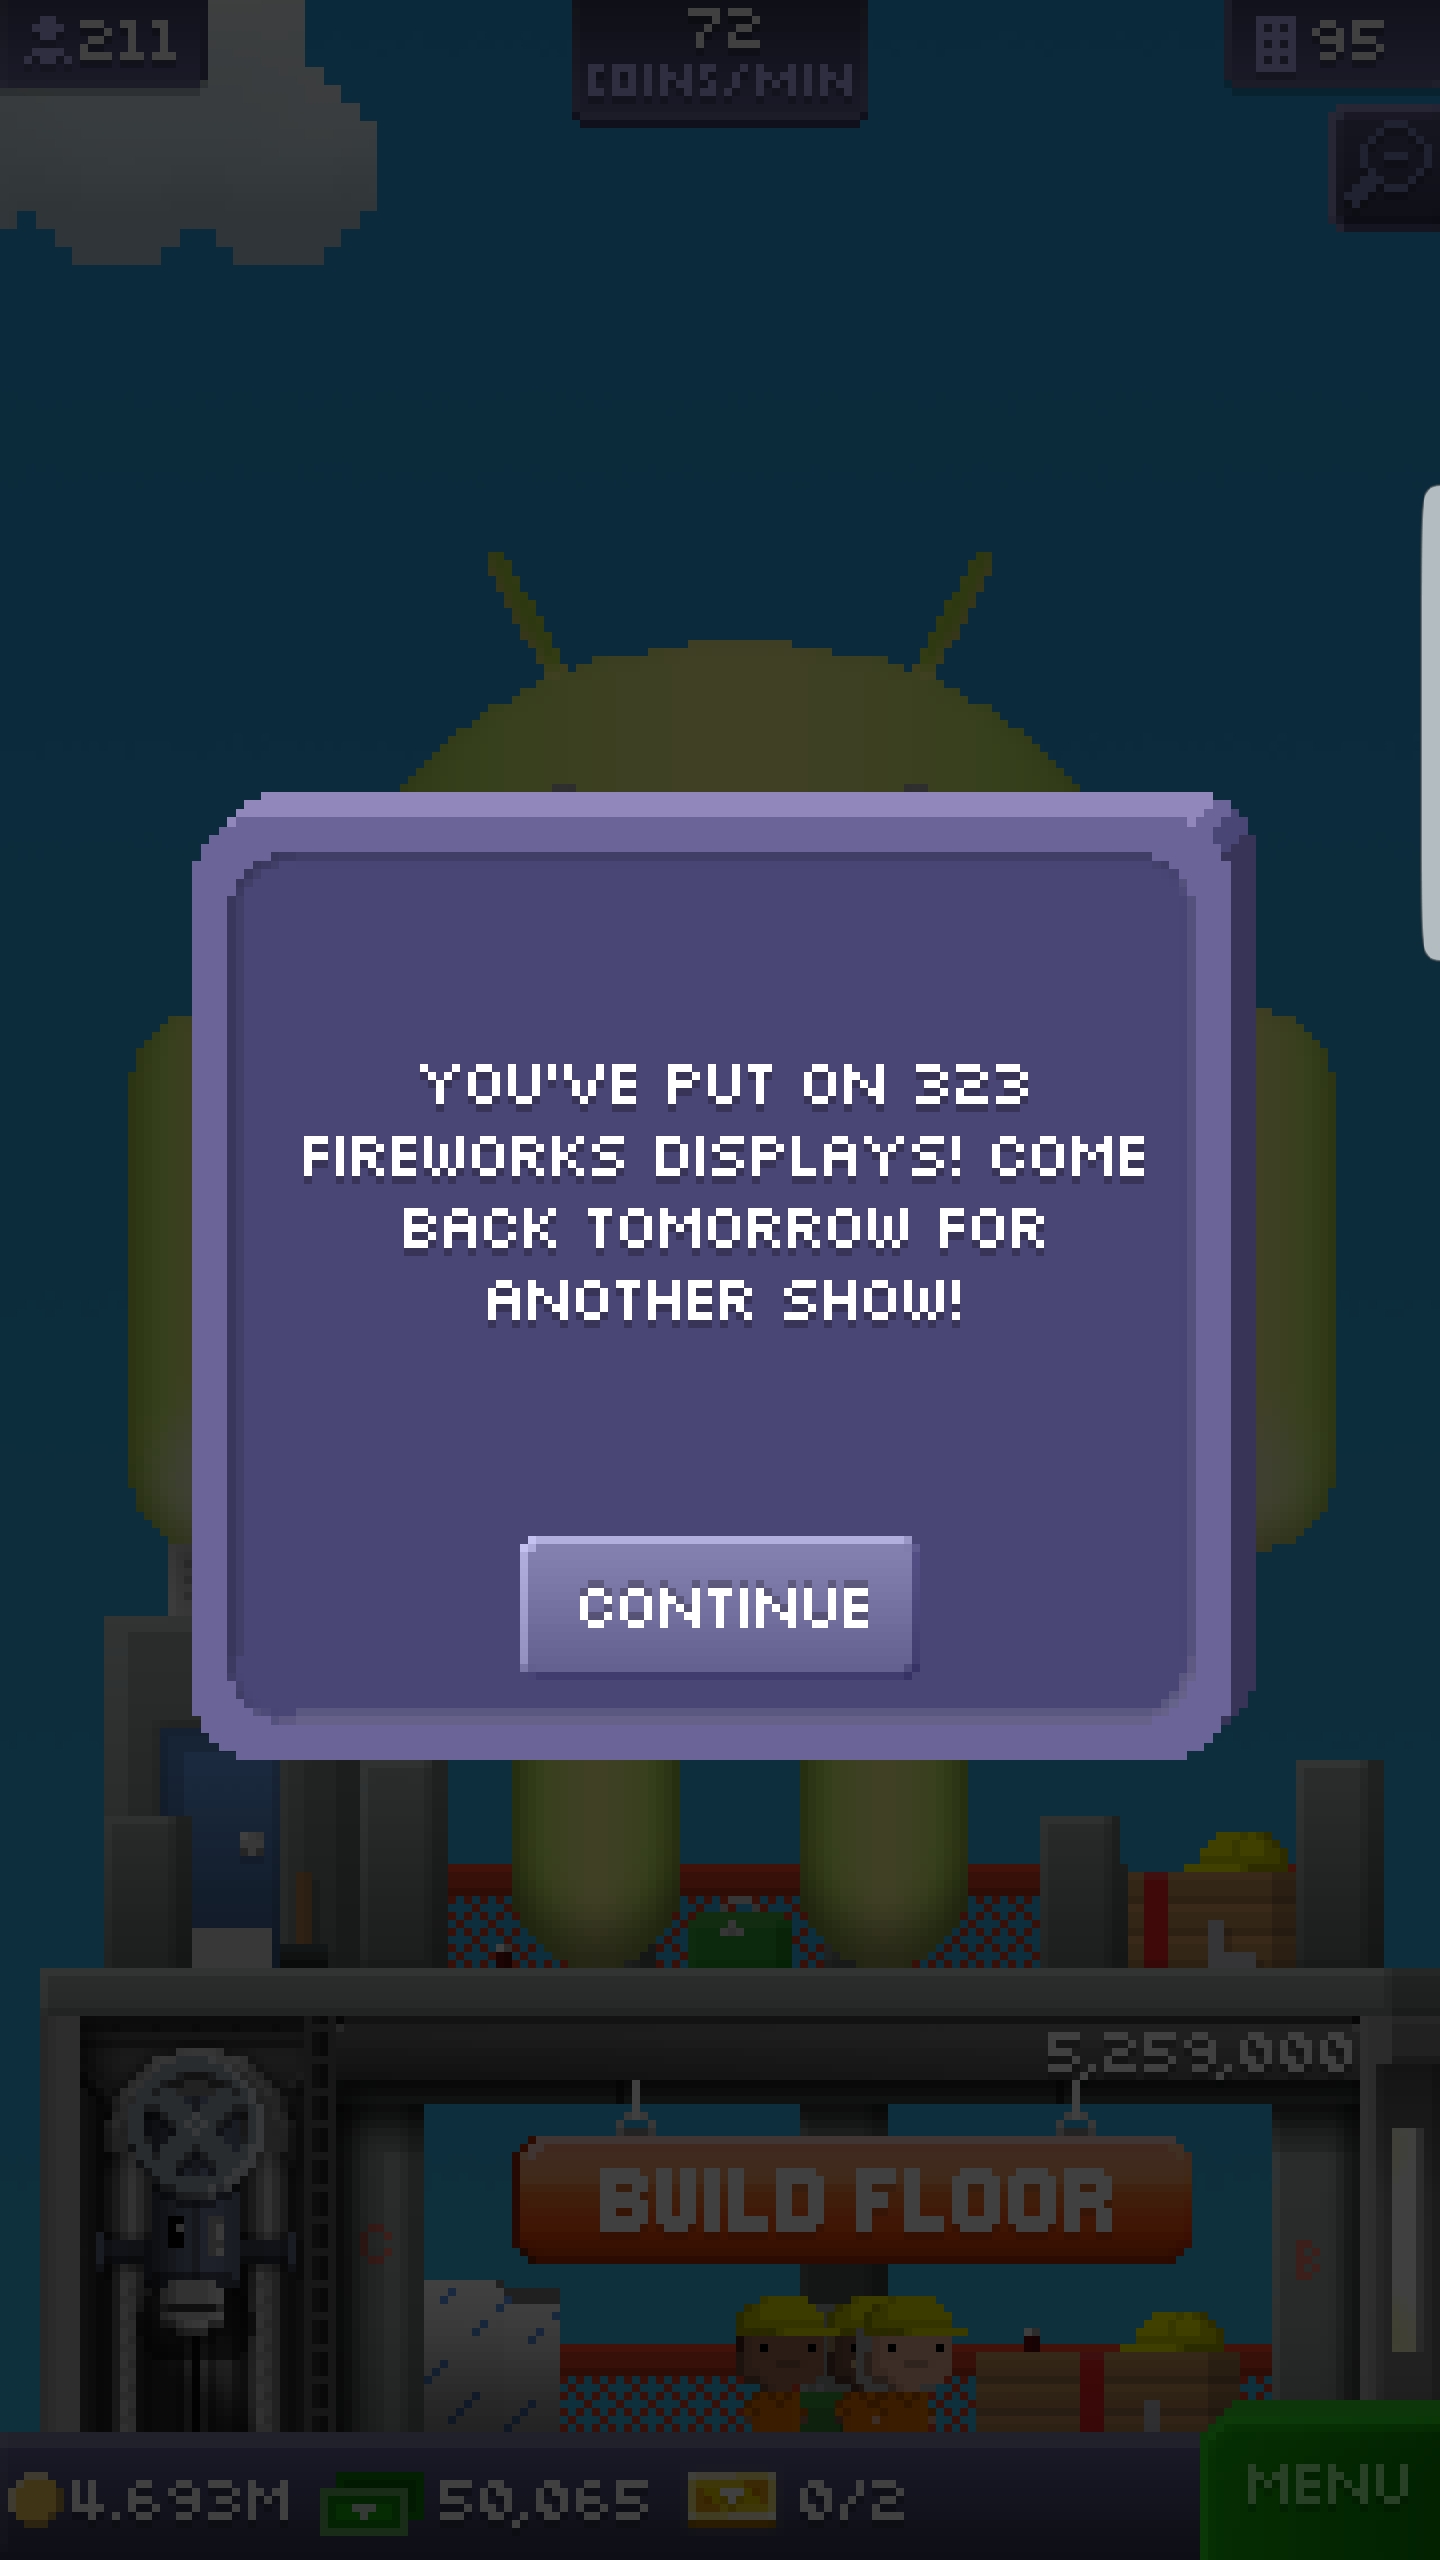 211
72
COINS/MIN
95
YOU'VE PUT ON 323
FIREWORKS DISPLAYS! COME
BACK TOMORROW FOR
ANOTHER SHOW!
CONTINUE
5,259,000
BUILD FLOOR
C
B
4.693M
50,065
0/2
MENU